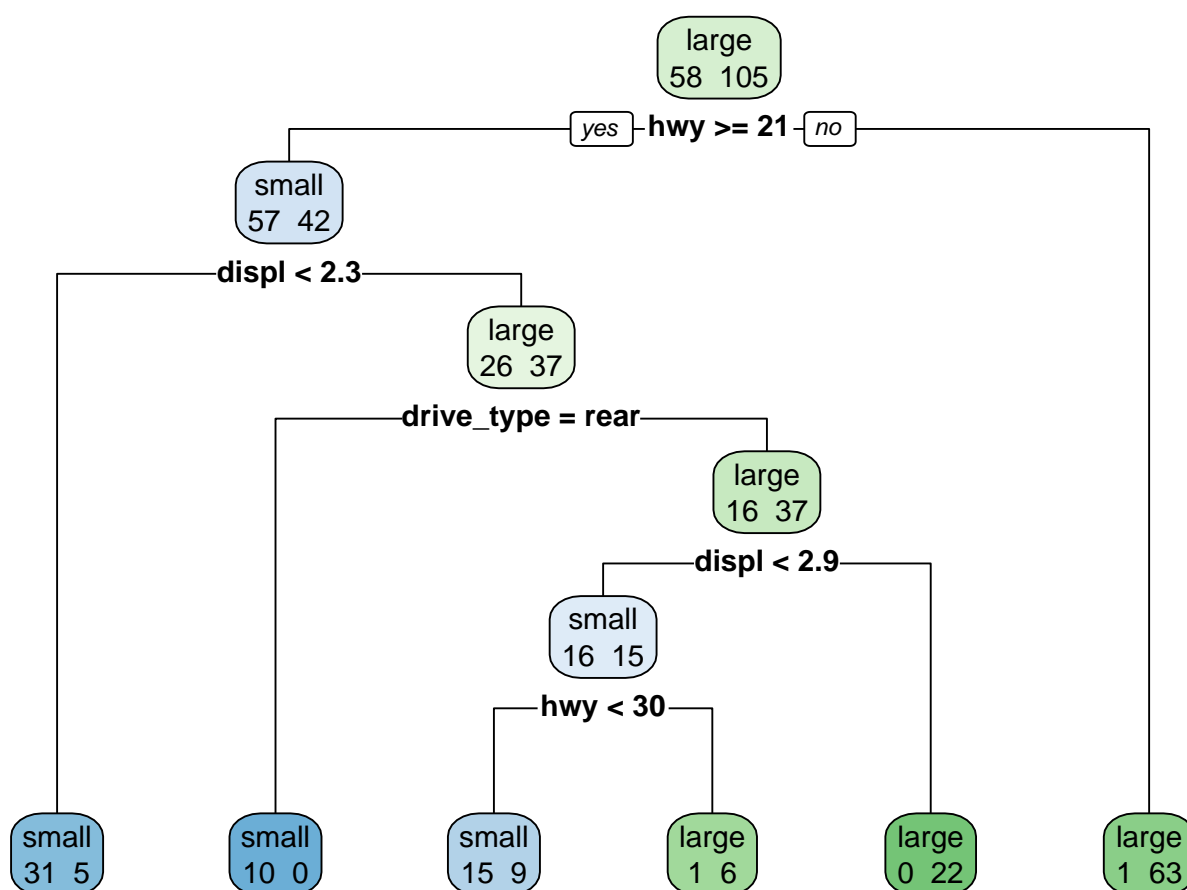 large
58 105
yes hwy >= 21 no
small
57 42
displ < 2.3
large
26 37
drive_type = rear
large
16 37
displ < 2.9
small
16 15
hwy < 30
small
31 5
small
10 0
small
15 9
large
1 6
large
0 22
large
1 63